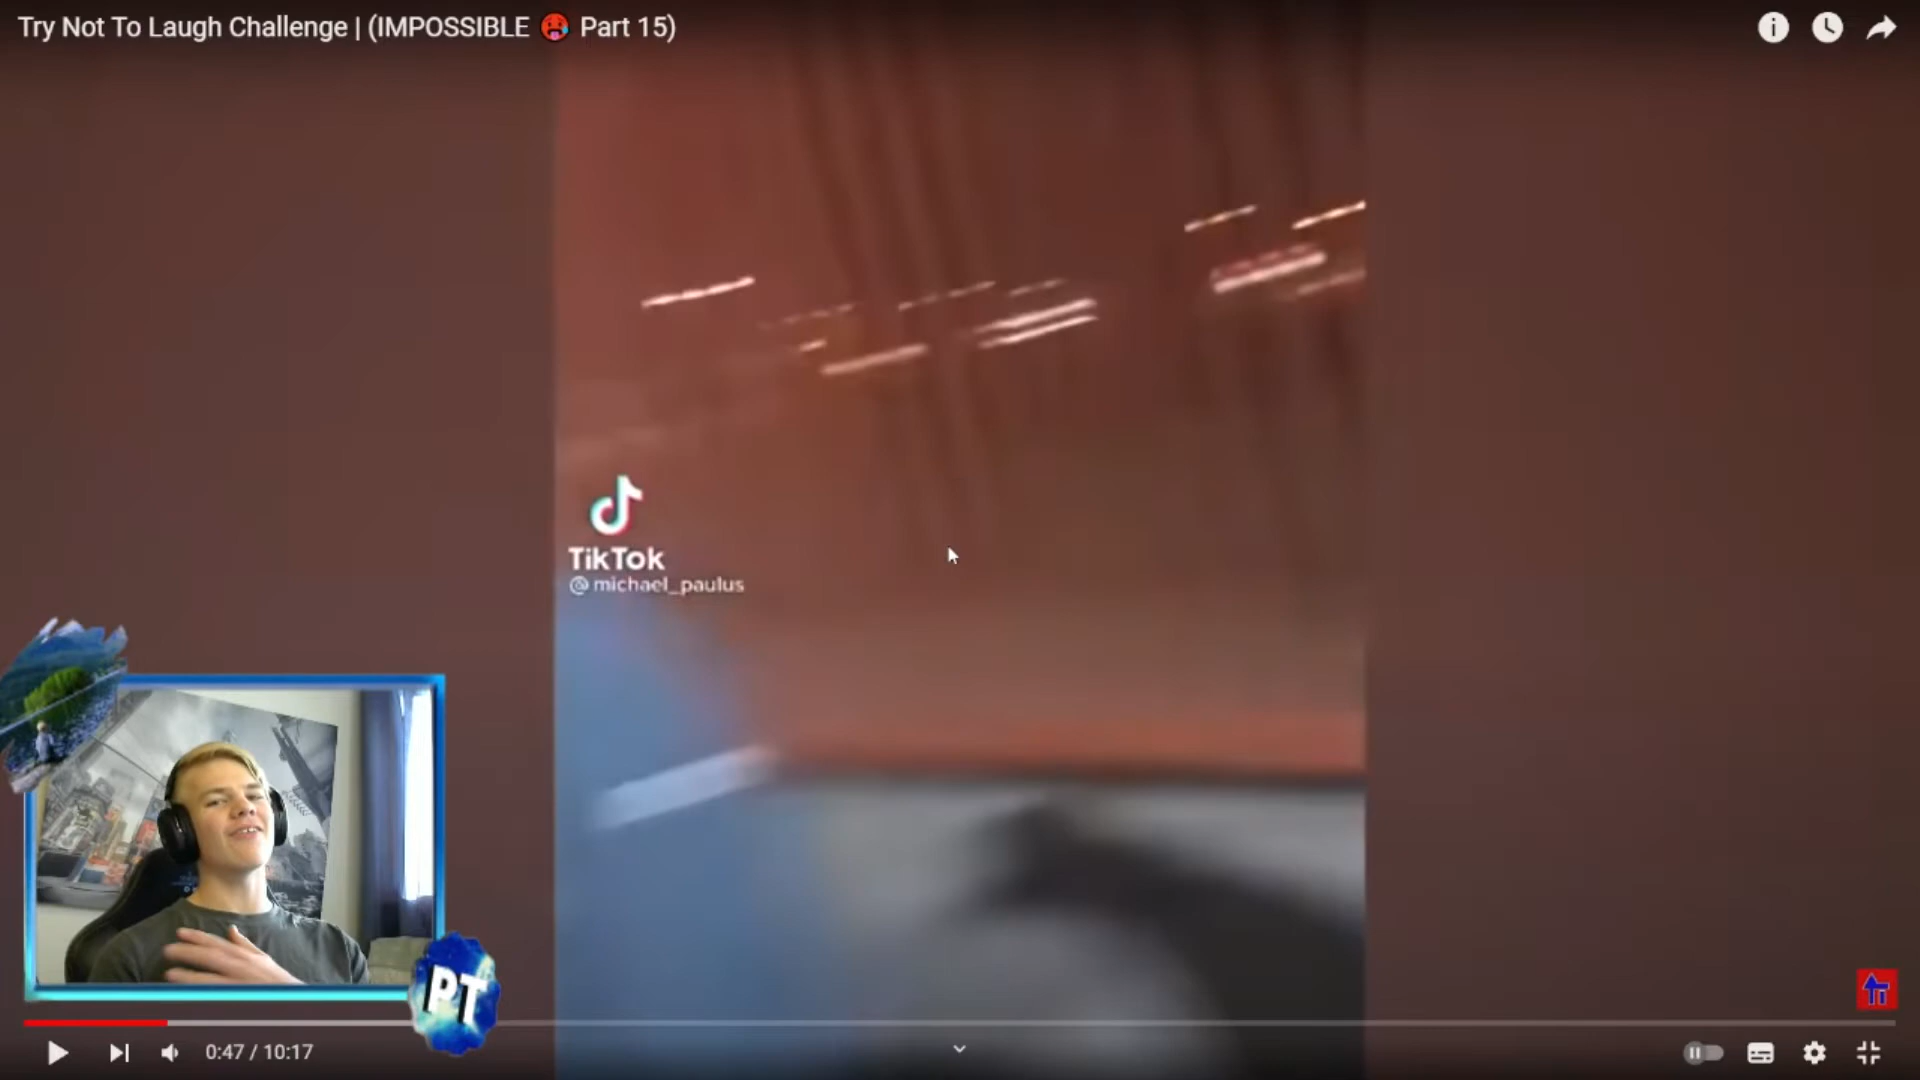 Try Not To Laugh Challenge | (IMPOSSIBLE 🥵 Part 15)
TikTok
@michael_paulus
PT
0:47 / 10:17